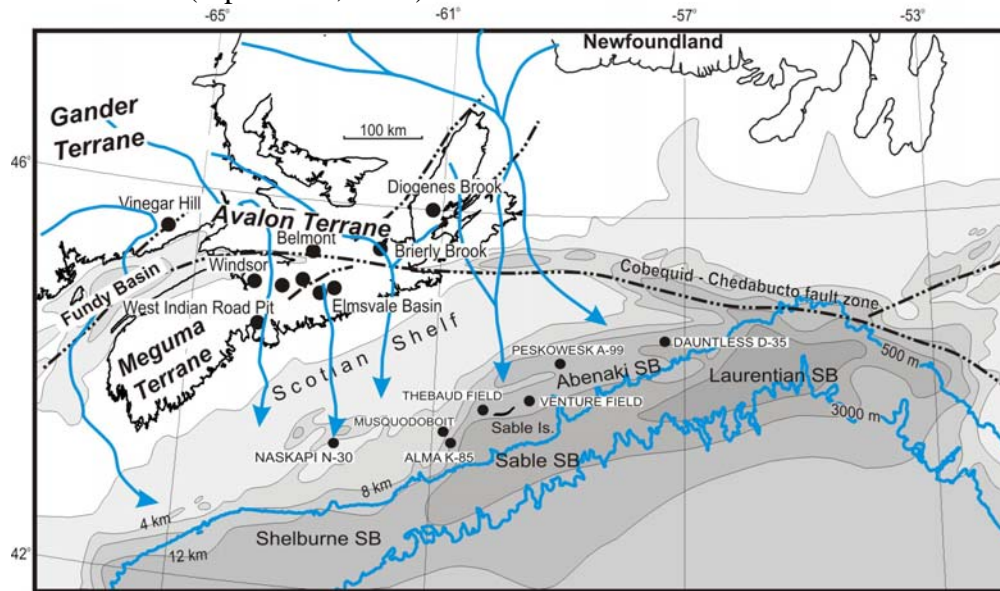 -65° -61° -57° -53°
Newfoundland
Gander
Terrane
100 km
46°
Diogenes Brook
Vinegar Hill
Avalon Terrane
Belmont
Brierly Brook
Windsor
Fundy Basin
Cobequid - Chedabucto fault zone
West Indian Road Pit
Elmsvale Basin
Meguma
Terrane
Scotian Shelf
PESKOWESK A-99
DAUNTLESS D-35
500 m
Abenaki SB
Laurentian SB
THEBAUD FIELD
VENTURE FIELD
3000 m
MUSQUODOBOIT
Sable Is.
NASKAPI N-30
ALMA K-85
Sable SB
8 km
4 km
Shelburne SB
12 km
42°